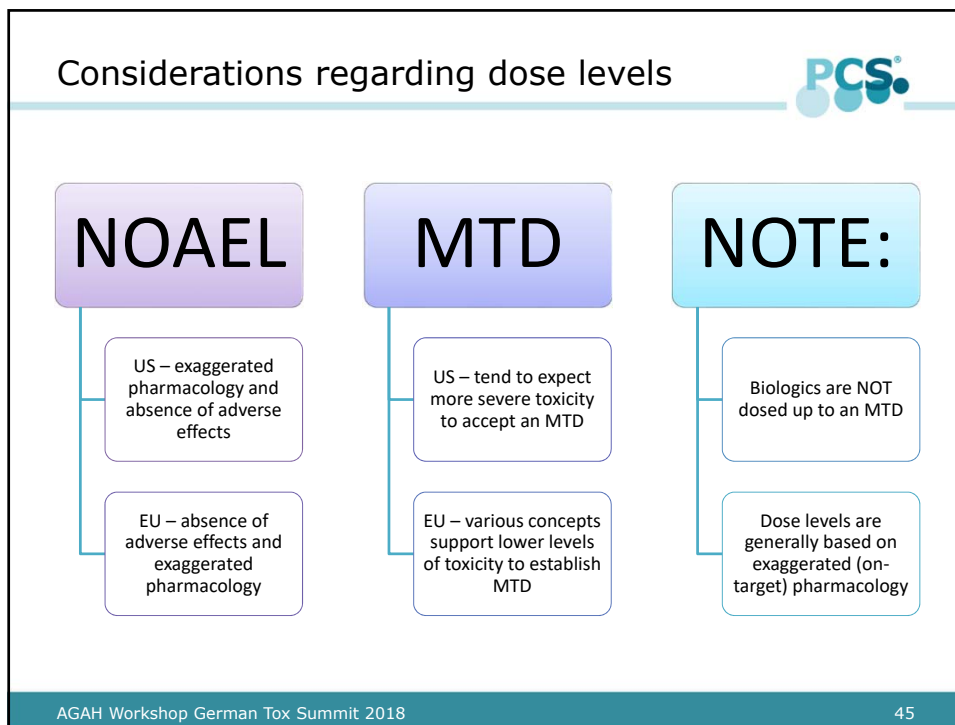 Considerations regarding dose levels
PCS®
NOAEL
US – exaggerated
pharmacology and
absence of adverse
effects
EU – absence of
adverse effects and
exaggerated
pharmacology
MTD
US – tend to expect
more severe toxicity
to accept an MTD
EU – various concepts
support lower levels
of toxicity to establish
MTD
NOTE:
Biologics are NOT
dosed up to an MTD
Dose levels are
generally based on
exaggerated (on-
target) pharmacology
AGAH Workshop German Tox Summit 2018
45